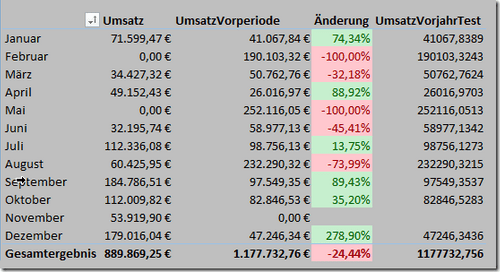 Umsatz UmsatzVorperiode Änderung UmsatzVorjahrTest
Januar 71.599,47 € 41.067,84 € 74,34% 41067,8389
Februar 0,00 € 190.103,32 € -100,00% 190103,3243
März 34.427,32 € 50.762,76 € -32,18% 50762,7624
April 49.152,43 € 26.016,97 € 88,92% 26016,9703
Mai 0,00 € 252.116,05 € -100,00% 252116,0513
Juni 32.195,74 € 58.977,13 € -45,41% 58977,1342
Juli 112.336,08 € 98.756,13 € 13,75% 98756,1273
August 60.425,95 € 232.290,32 € -73,99% 232290,3215
September 184.786,51 € 97.549,35 € 89,43% 97549,3537
Oktober 112.009,82 € 82.846,53 € 35,20% 82846,5283
November 53.919,90 € 0,00 €
Dezember 179.016,04 € 47.246,34 € 278,90% 47246,3436
Gesamtergebnis 889.869,25 € 1.177.732,76 € -24,44% 1177732,756